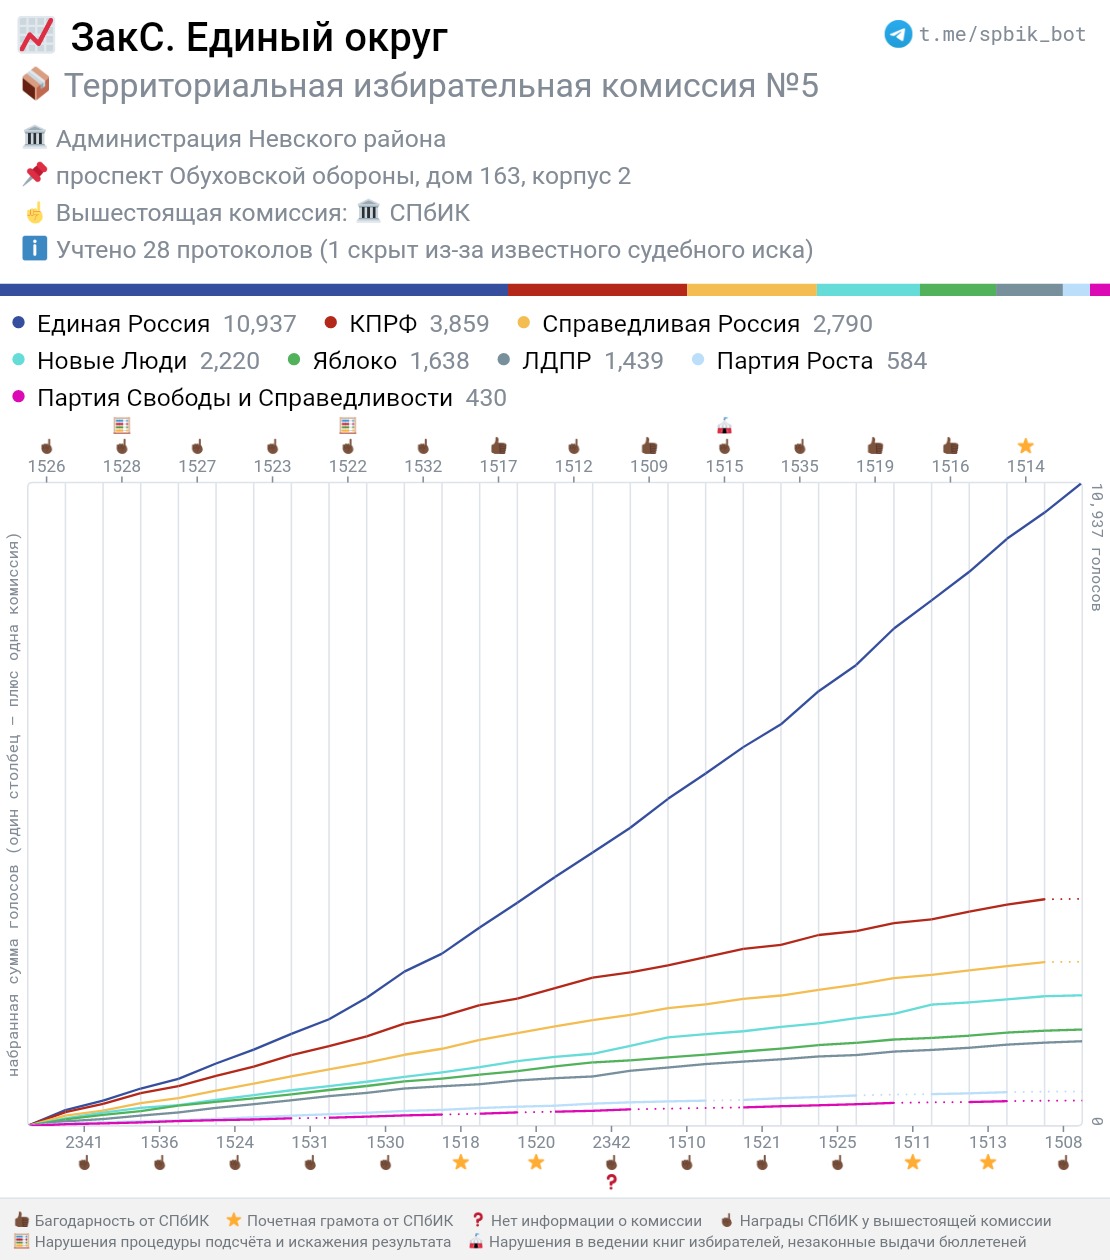 ЗакС. Единый округ
t.me/spbik_bot
Территориальная избирательная комиссия №5
Администрация Невского района
проспект Обуховской обороны, дом 163, корпус 2
Вышестоящая комиссия: СПбИК
Учтено 28 протоколов (1 скрыт из-за известного судебного иска)
Единая Россия 10,937 КПРФ 3,859 Справедливая Россия 2,790
Новые Люди 2,220 Яблоко 1,638 ЛДПР 1,439 Партия Роста 584
Партия Свободы и Справедливости 430
1526 1528 1527 1523 1522 1532 1517 1512 1509 1515 1535 1519 1516 1514
набранная сумма голосов (один столбец – плюс одна комиссия)
10,937 голосов
0
2341 1536 1524 1531 1530 1518 1520 2342 1510 1521 1525 1511 1513 1508
Багодарность от СПбИК Почетная грамота от СПбИК Нет информации о комиссии Награды СПбИК у вышестоящей комиссии
Нарушения процедуры подсчёта и искажения результата Нарушения в ведении книг избирателей, незаконные выдачи бюллетеней